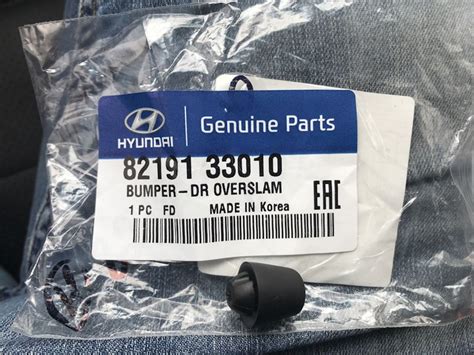 HYUNDAI
Genuine Parts
82191 33010
BUMPER-DR OVERSLAM
1 PC FD MADE IN Korea
EAC